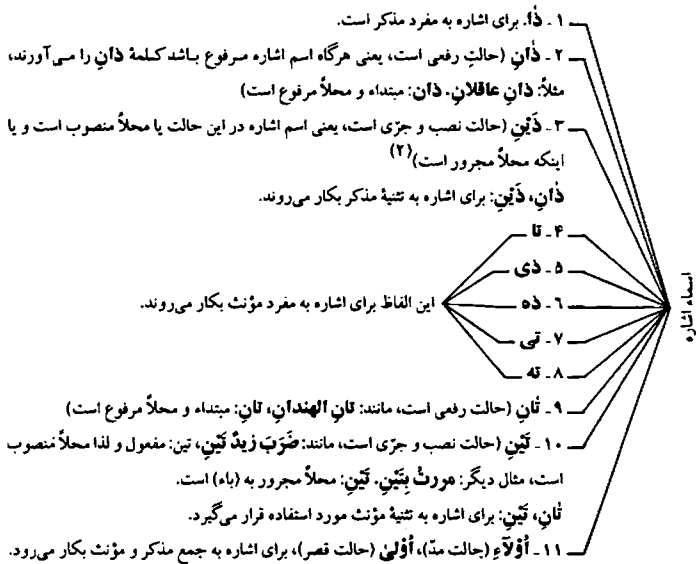 ۱ ـ ذٰا. برای اشاره به مفرد مذکر است.
۲ ـ ذٰانِ (حالتِ رفعی است، یعنی هرگاه اسم اشاره مرفوع باشد کلمهٔ ذانِ را می‌آورند،
مثلاً: ذانِ عاقلانِ. ذان: مبتداء و محلاً مرفوع است)
۳ ـ ذَیْنِ (حالت نصب و جرّی است، یعنی اسم اشاره در این حالت یا محلاً منصوب است و یا
اینکه محلاً مجرور است)(۲)
ذٰانِ، ذَیْنِ: برای اشاره به تثنیهٔ مذکر بکار می‌روند.
۴ ـ تا
۵ ـ ذی
۶ ـ ذه
۷ ـ تی
۸ ـ ته
این الفاظ برای اشاره به مفرد مؤنث بکار می‌روند.
اسماء اشاره
۹ ـ تٰانِ (حالت رفعی است، مانند: تانِ الهندانِ، تانِ: مبتداء و محلاً مرفوع است)
۱۰ ـ تَیْنِ (حالت نصب و جرّی است، مانند: ضَرَبَ زیدٌ تَیْنِ، تین: مفعول و لذا محلاً منصوب
است، مثال دیگر: مررتُ بِتَیْنِ. تَیْنِ: محلاً مجرور به (باء) است.
تٰانِ، تَیْنِ: برای اشاره به تثنیهٔ مؤنث مورد استفاده قرار می‌گیرد.
۱۱ ـ اُوْلآءِ (حالت مدّ)، اُوْلیٰ (حالت قصر)، برای اشاره به جمع مذکر و مؤنث بکار می‌رود.